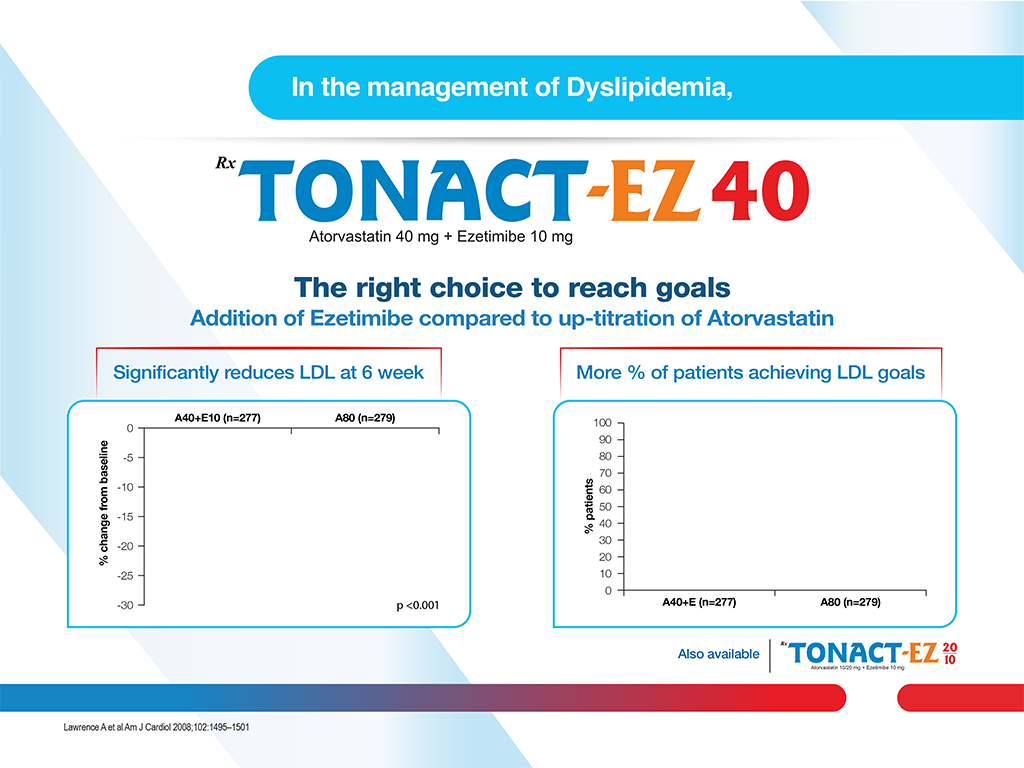 In the management of Dyslipidemia,
Rx TONACT-EZ 40
Atorvastatin 40 mg + Ezetimibe 10 mg
The right choice to reach goals
Addition of Ezetimibe compared to up-titration of Atorvastatin
Significantly reduces LDL at 6 week
A40+E10 (n=277) A80 (n=279)
% change from baseline
0
-5
-10
-15
-20
-25
-30
p <0.001
More % of patients achieving LDL goals
% patients
100
90
80
70
60
50
40
30
20
10
0
A40+E (n=277) A80 (n=279)
Also available
Rx TONACT-EZ 20 10
Atorvastatin 10/20 mg + Ezetimibe 10 mg
Lawrence A et al Am J Cardiol 2008;102:1495–1501